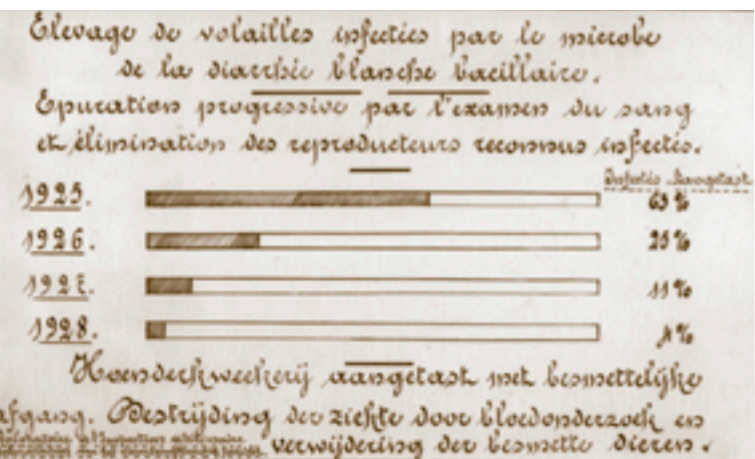 Elevage de volailles infectées par le microbe
de la diarrhée blanche bacillaire.
Epuration progressive par l'examen du sang
et élimination des reproducteurs reconnus infectés.
Infectés Aangetast
1925. 63 %
1926. 25 %
1927. 11 %
1928. 4 %
Hoenderkweekerij aangetast met besmettelijke
afgang. Bestrijding der ziekte door bloedonderzoek en
verwijdering der besmette dieren.